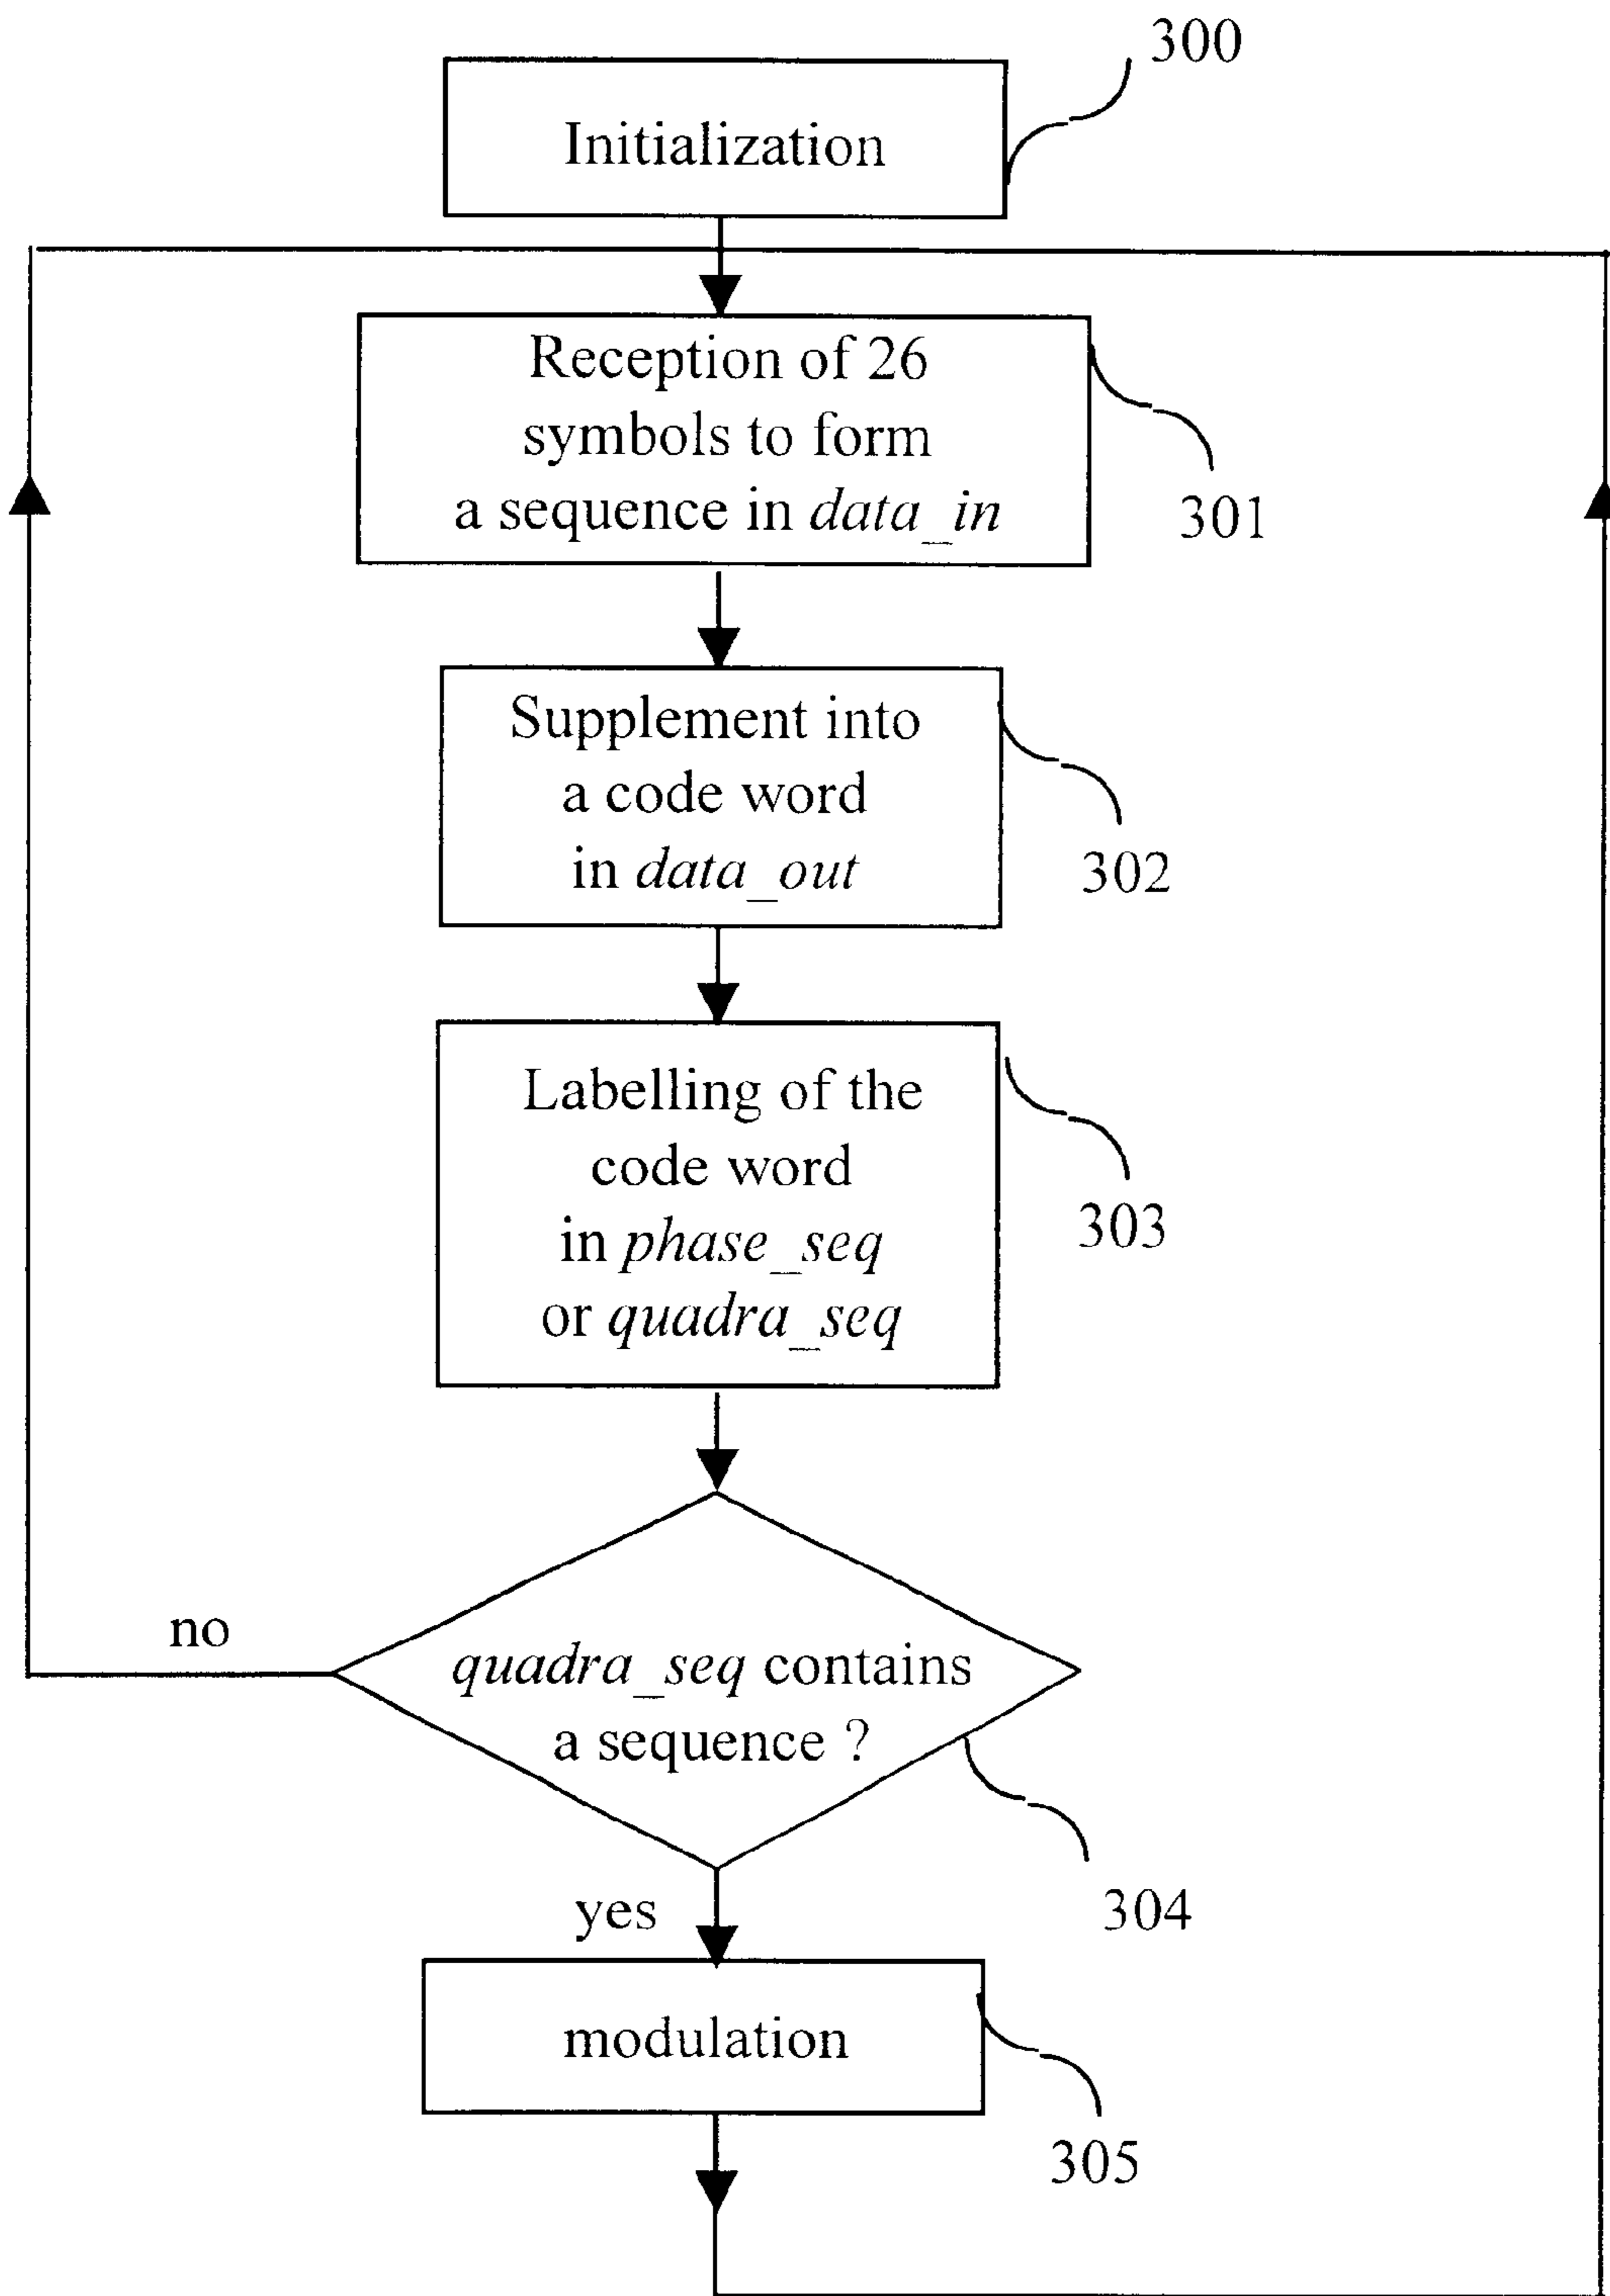 300
Initialization
Reception of 26
symbols to form
a sequence in data_in
301
Supplement into
a code word
in data_out
302
Labelling of the
code word
in phase_seq
or quadra_seq
303
no
quadra_seq contains
a sequence ?
304
yes
modulation
305